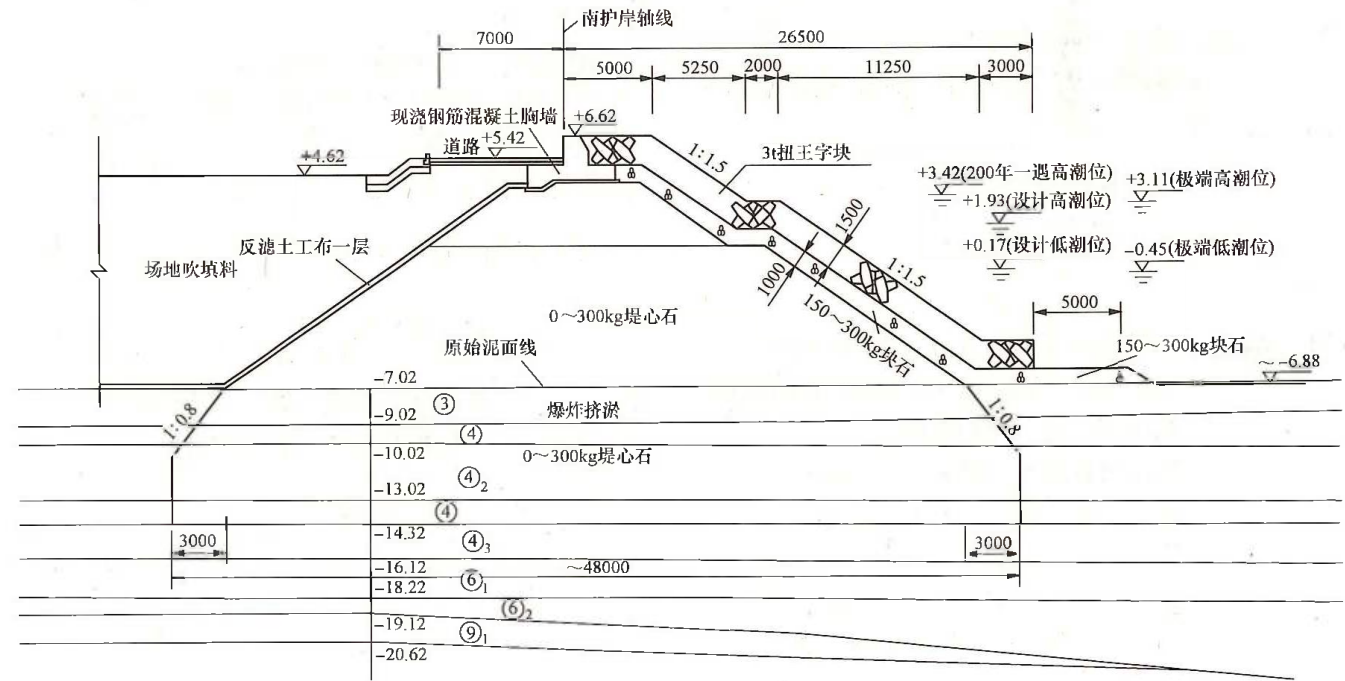 南护岸轴线
7000
26500
5000
5250
2000
11250
3000
现浇钢筋混凝土胸墙
+6.62
道路
+5.42
+4.62
1:1.5
3t扭王字块
+3.42(200年一遇高潮位)
+3.11(极端高潮位)
+1.93(设计高潮位)
+0.17(设计低潮位)
-0.45(极端低潮位)
反滤土工布一层
场地吹填料
1500
1:1.5
1000
150～300kg块石
5000
0～300kg堤心石
原始泥面线
150～300kg块石
～-6.88
-7.02
③
爆炸挤淤
-9.02
1:0.8
1:0.8
④
-10.02
0～300kg堤心石
④2
-13.02
④
-14.32
3000
④3
3000
-16.12
～48000
⑥1
-18.22
⑥2
-19.12
⑨1
-20.62